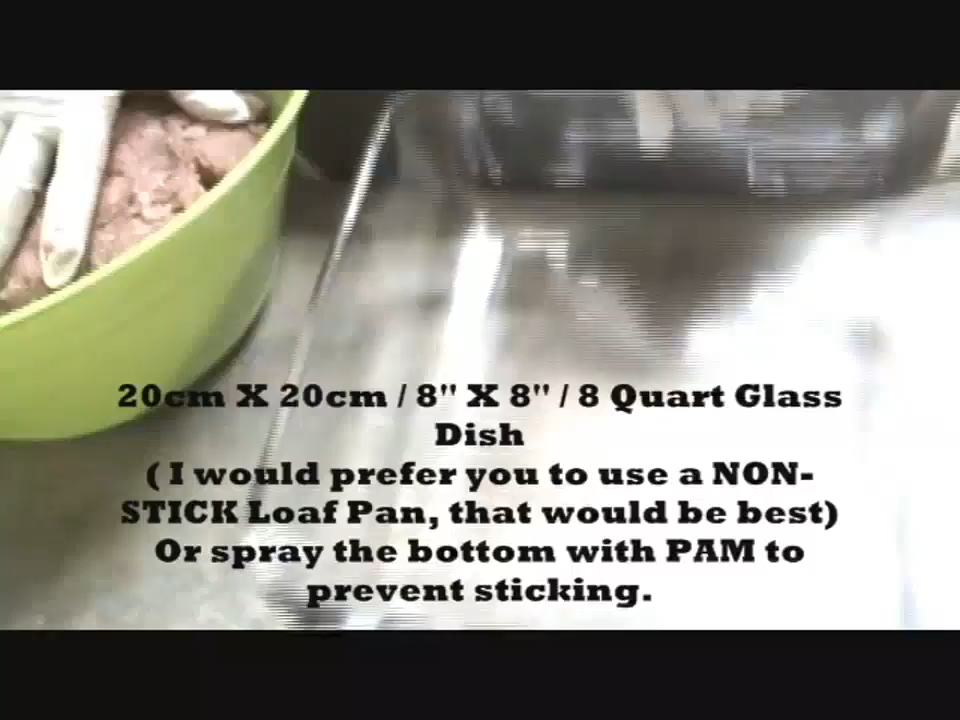 20cm X 20cm / 8" X 8" / 8 Quart Glass
Dish
( I would prefer you to use a NON-
STICK Loaf Pan, that would be best)
Or spray the bottom with PAM to
prevent sticking.